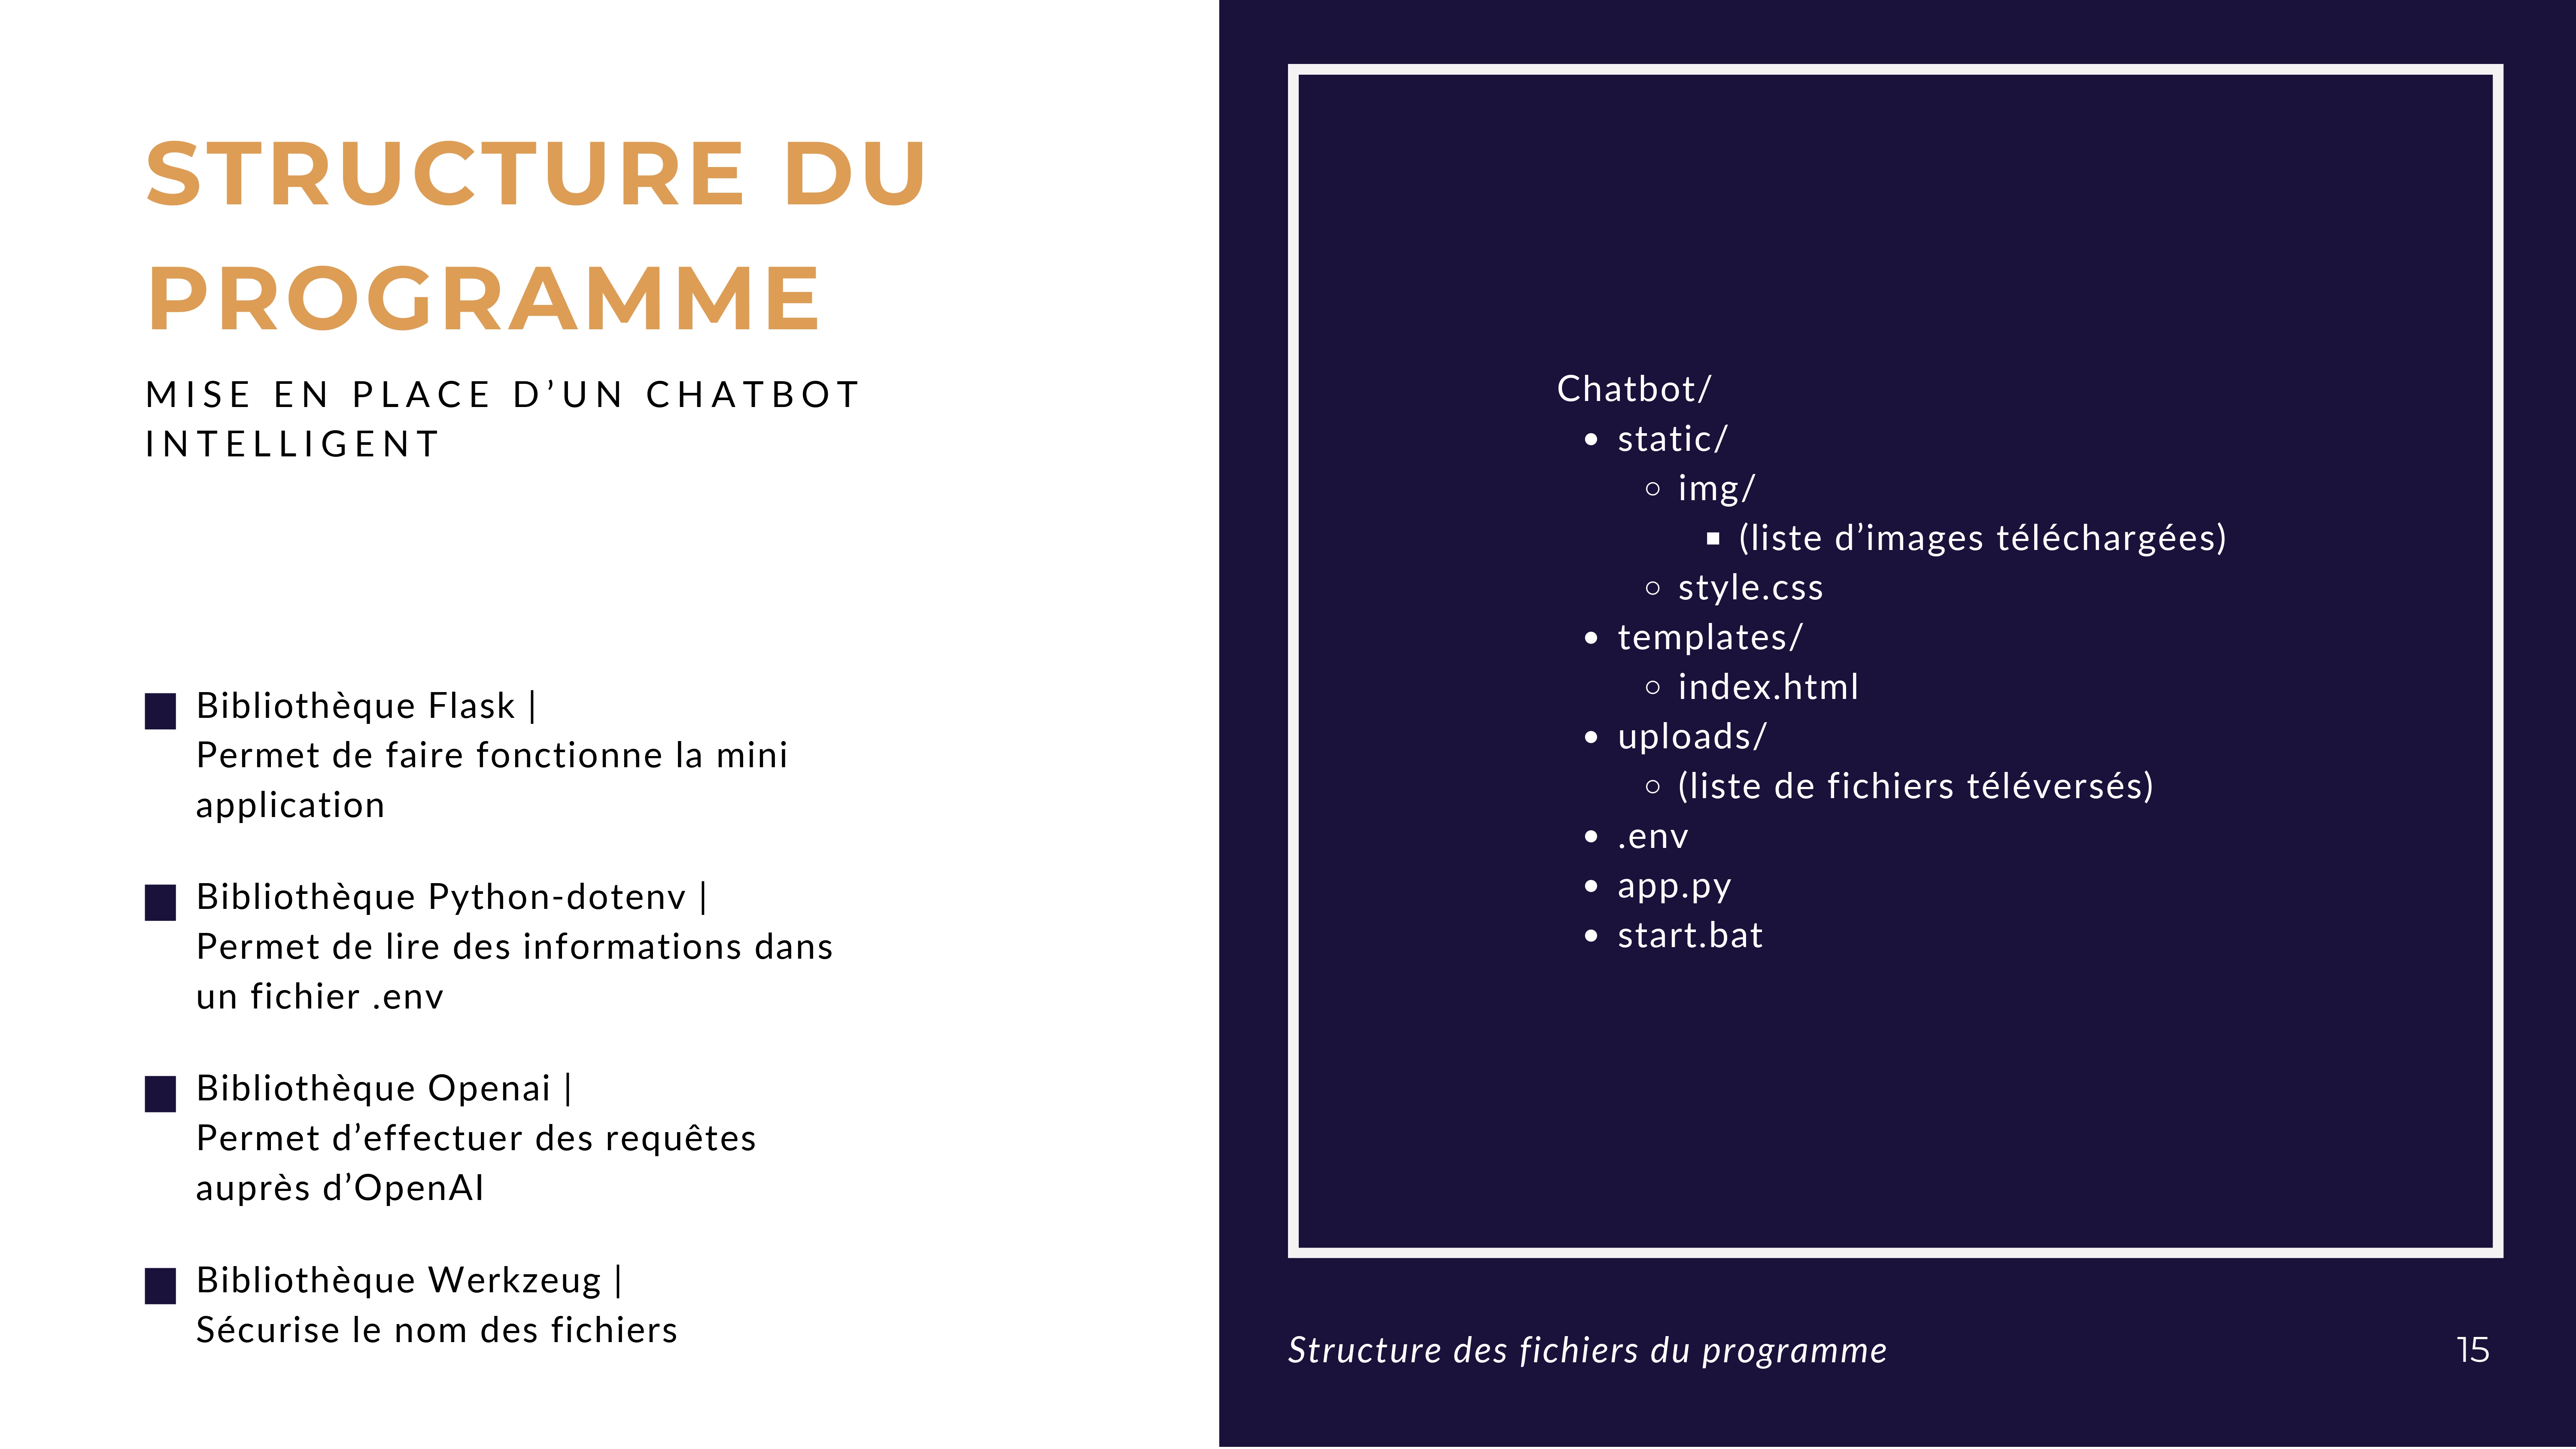 STRUCTURE DU
PROGRAMME
MISE EN PLACE D’UN CHATBOT
INTELLIGENT
Bibliothèque Flask |
Permet de faire fonctionne la mini
application
Bibliothèque Python-dotenv |
Permet de lire des informations dans
un fichier .env
Bibliothèque Openai |
Permet d’effectuer des requêtes
auprès d’OpenAI
Bibliothèque Werkzeug |
Sécurise le nom des fichiers
Chatbot/
static/
img/
(liste d’images téléchargées)
style.css
templates/
index.html
uploads/
(liste de fichiers téléversés)
.env
app.py
start.bat
Structure des fichiers du programme
15